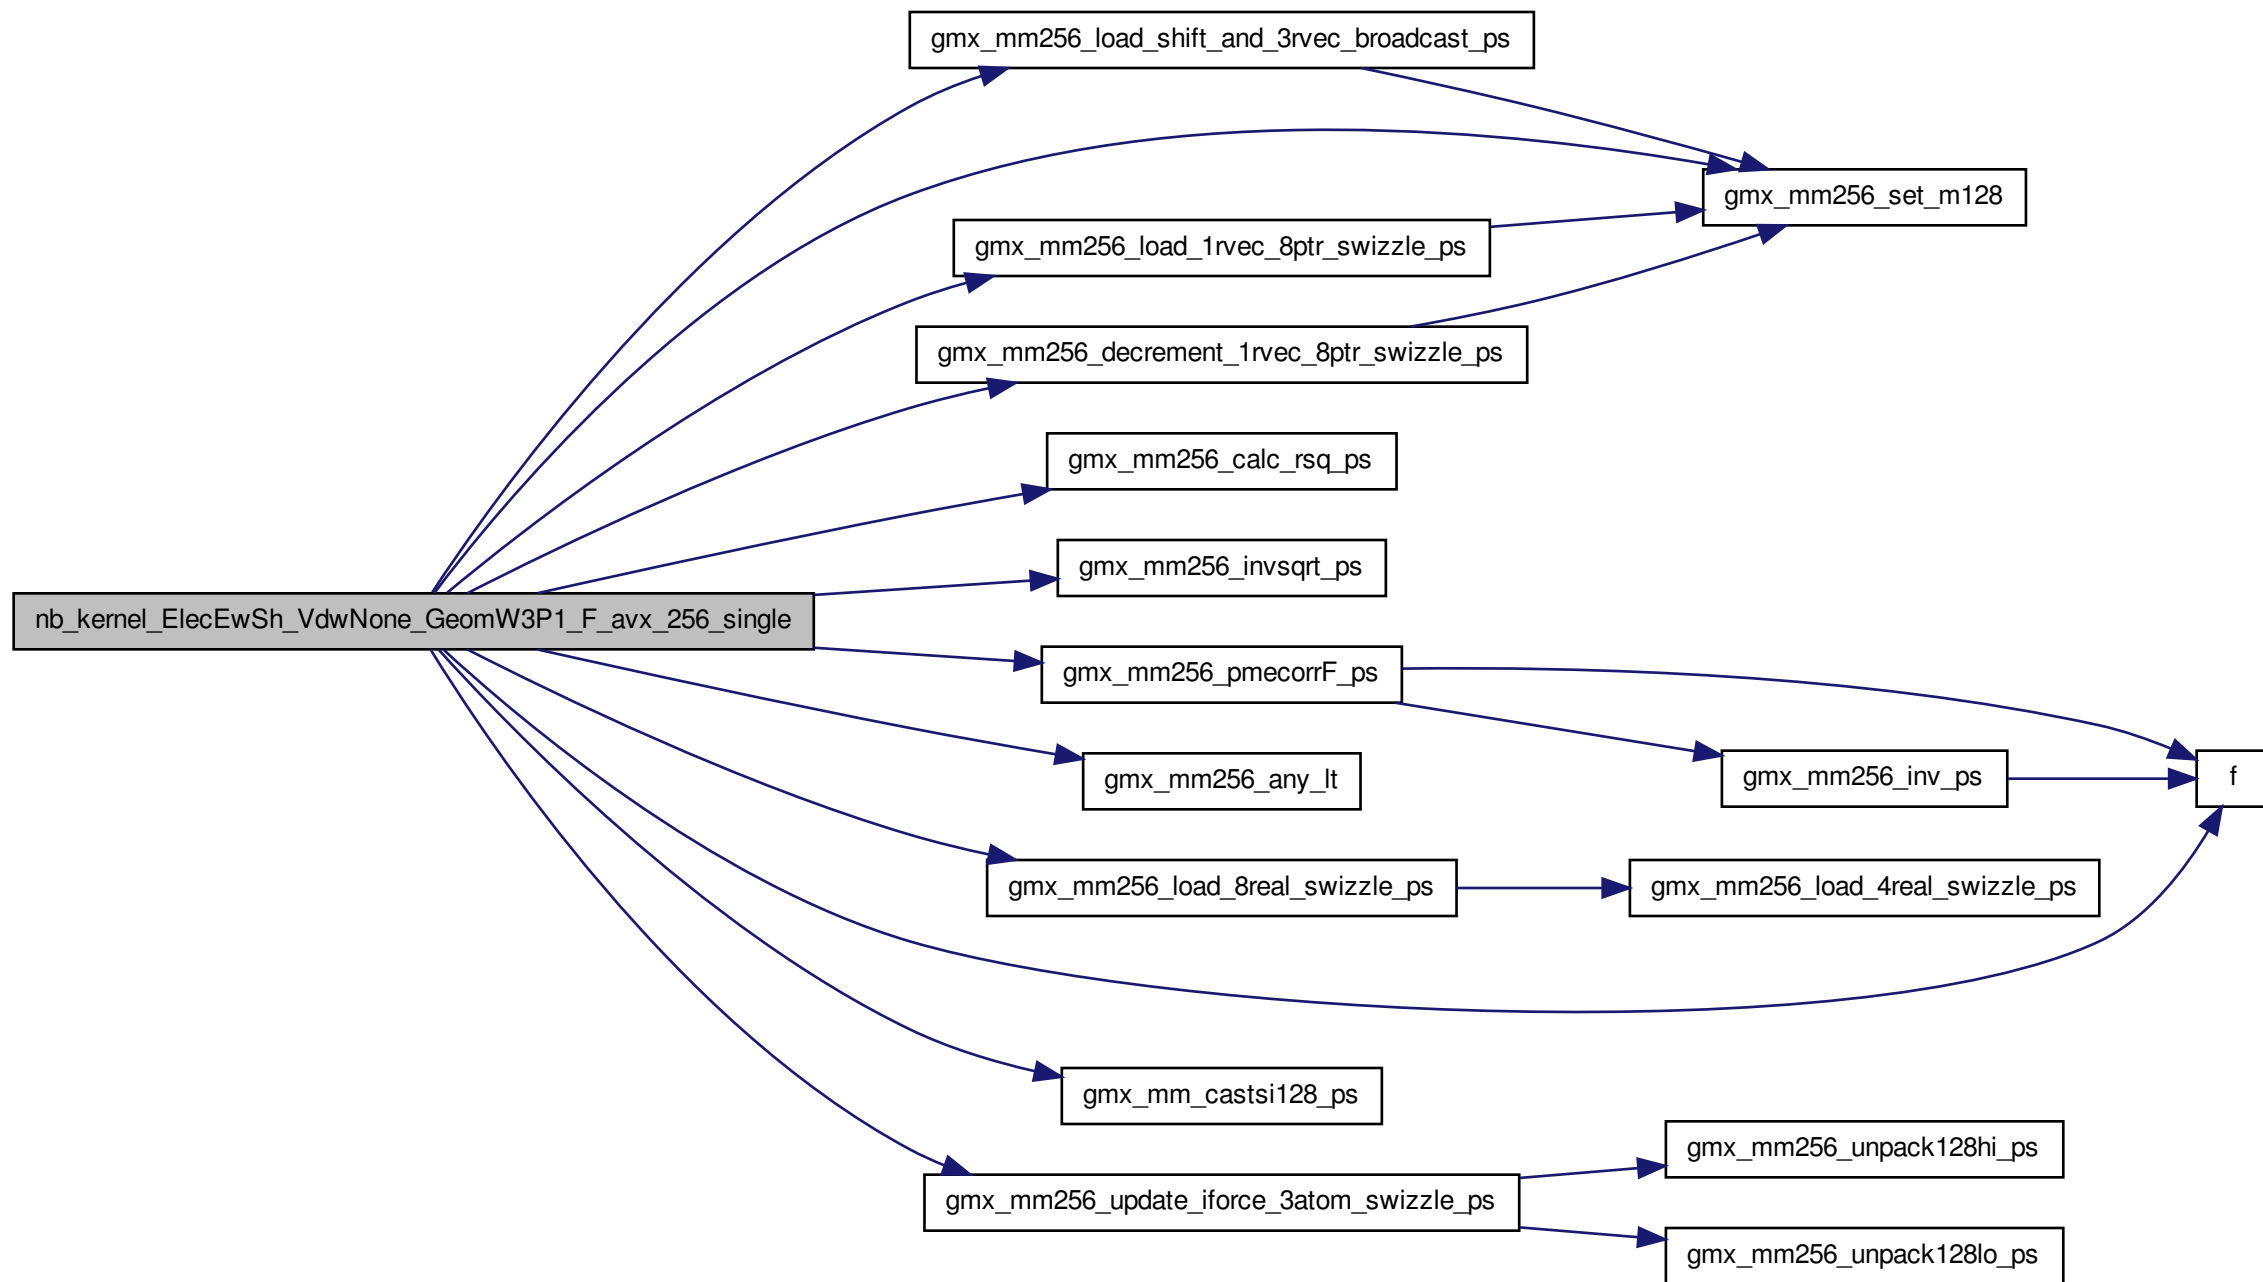 gmx_mm256_load_shift_and_3rvec_broadcast_ps
gmx_mm256_set_m128
gmx_mm256_load_1rvec_8ptr_swizzle_ps
gmx_mm256_decrement_1rvec_8ptr_swizzle_ps
gmx_mm256_calc_rsq_ps
gmx_mm256_invsqrt_ps
nb_kernel_ElecEwSh_VdwNone_GeomW3P1_F_avx_256_single
gmx_mm256_pmecorrF_ps
gmx_mm256_any_lt
gmx_mm256_inv_ps
f
gmx_mm256_load_8real_swizzle_ps
gmx_mm256_load_4real_swizzle_ps
gmx_mm_castsi128_ps
gmx_mm256_unpack128hi_ps
gmx_mm256_update_iforce_3atom_swizzle_ps
gmx_mm256_unpack128lo_ps